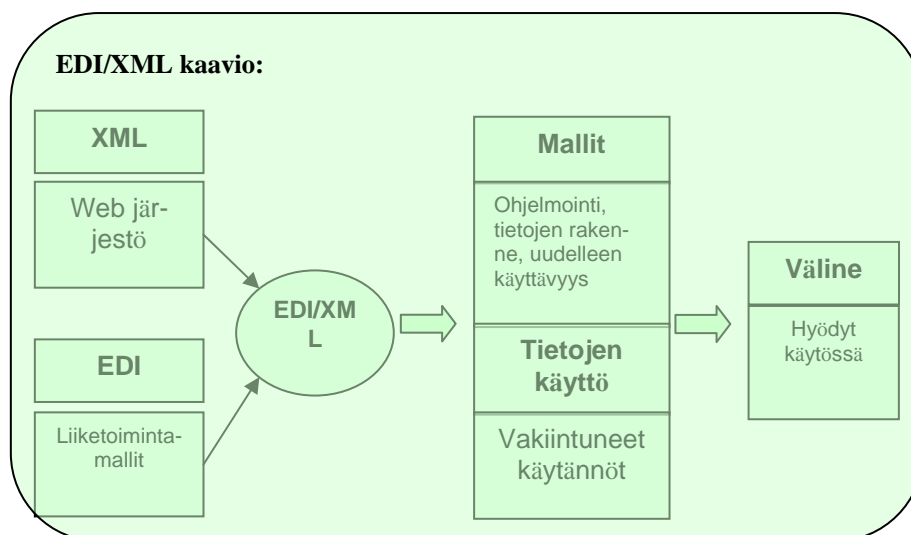 EDI/XML kaavio:
XML
Web jär-
jestö
EDI
Liiketoiminta-
mallit
EDI/XM
L
Mallit
Ohjelmointi,
tietojen raken-
ne, uudelleen
käyttävyys
Tietojen
käyttö
Vakiintuneet
käytännöt
Väline
Hyödyt
käytössä